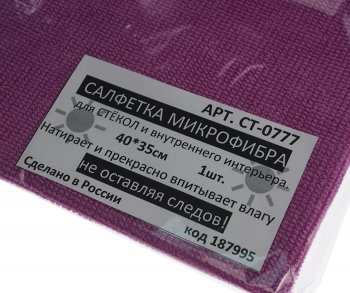 АРТ. СТ-0777
САЛФЕТКА МИКРОФИБРА
для СТЁКОЛ и внутреннего интерьера.
40*35см 1шт.
Натирает и прекрасно впитывает влагу
не оставляя следов!
Сделано в России
код 187995